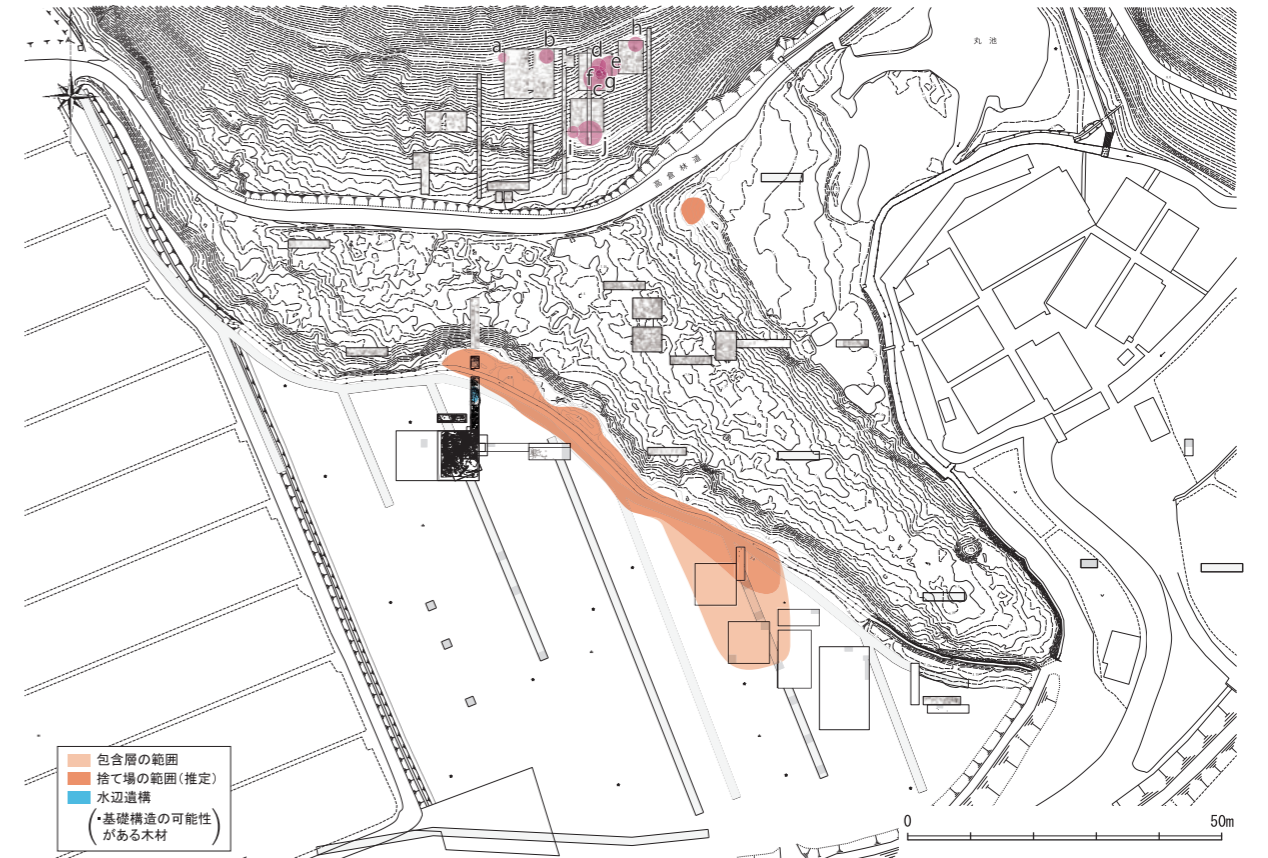 丸池
a
b
d
h
e
f
g
c
i
j
高倉林道
包含層の範囲
捨て場の範囲(推定)
水辺遺構
(・基礎構造の可能性
がある木材)
0
50m